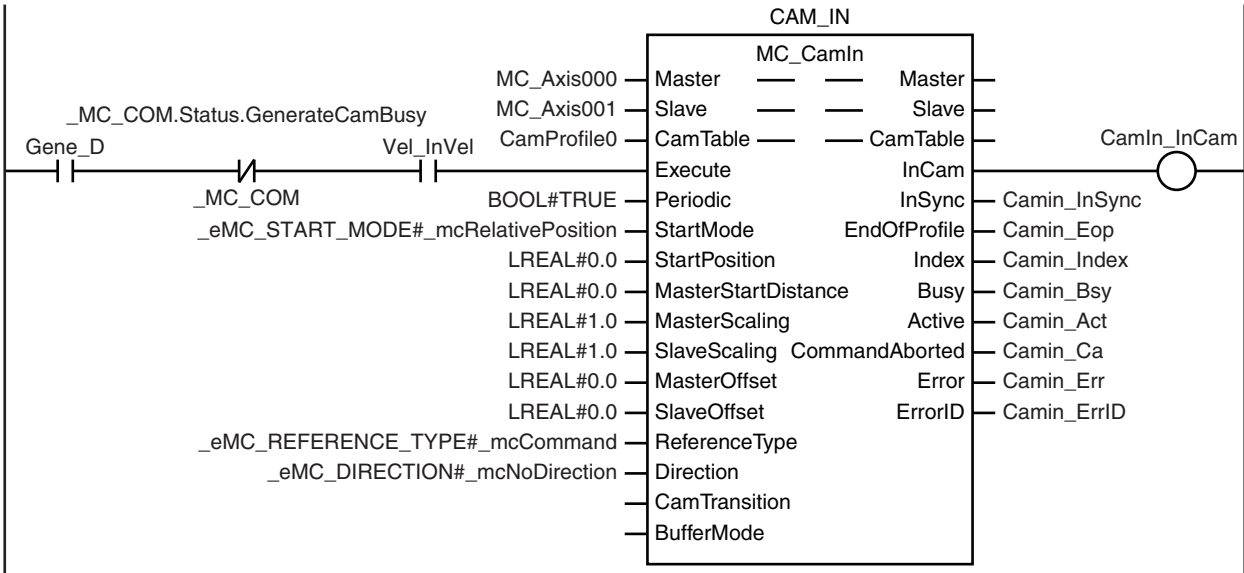 CAM_IN
MC_CamIn
MC_Axis000 Master Master
_MC_COM.Status.GenerateCamBusy MC_Axis001 Slave Slave
Gene_D Vel_InVel CamProfile0 CamTable CamTable CamIn_InCam
Execute InCam
_MC_COM BOOL#TRUE Periodic InSync Camin_InSync
_eMC_START_MODE#_mcRelativePosition StartMode EndOfProfile Camin_Eop
LREAL#0.0 StartPosition Index Camin_Index
LREAL#0.0 MasterStartDistance Busy Camin_Bsy
LREAL#1.0 MasterScaling Active Camin_Act
LREAL#1.0 SlaveScaling CommandAborted Camin_Ca
LREAL#0.0 MasterOffset Error Camin_Err
LREAL#0.0 SlaveOffset ErrorID Camin_ErrID
_eMC_REFERENCE_TYPE#_mcCommand ReferenceType
_eMC_DIRECTION#_mcNoDirection Direction
CamTransition
BufferMode